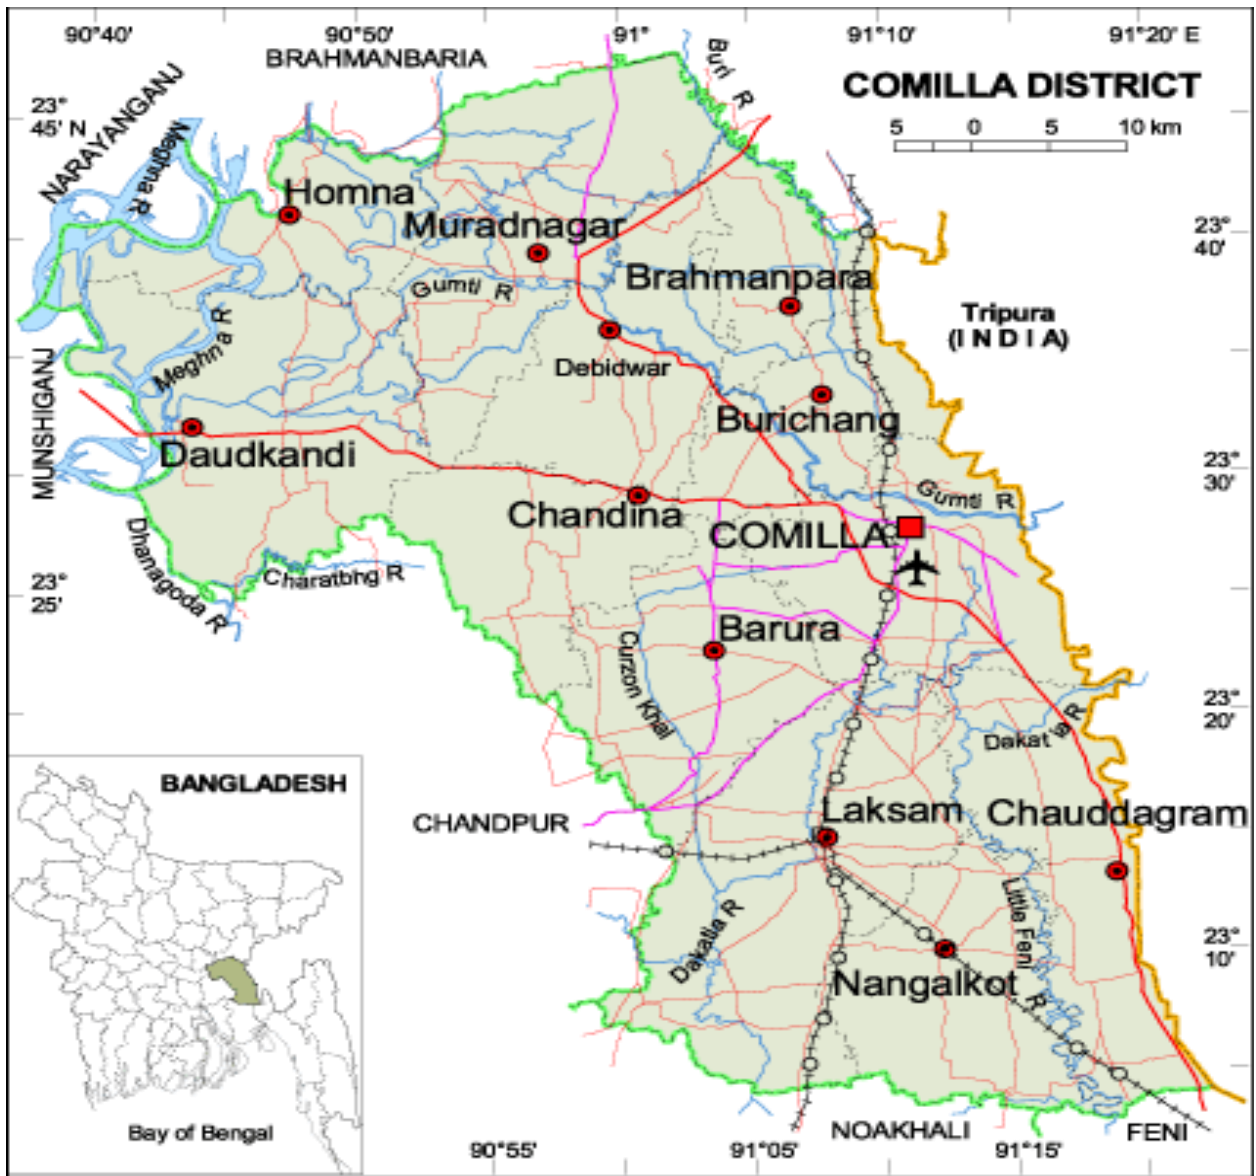 90°40' 90°50' 91° 91°10' 91°20' E
BRAHMANBARIA
Buri R
COMILLA DISTRICT
5 0 5 10 km
23°
45' N
NARAYANGANJ
Meghna R
Homna
Muradnagar
23°
40'
Gumti R
Brahmanpara
Tripura
(INDIA)
Meghna R
Debidwar
MUNSHIGANJ
Burichang
Daudkandi
23°
30'
Gumti R
Chandina
COMILLA
Dhanagoda R
Charatbhg R
23°
25'
Barura
Curzon Khal
23°
20'
Dakatia R
BANGLADESH
CHANDPUR
Laksam
Chauddagram
Little Feni R
Dakatia R
23°
10'
Nangalkot
Bay of Bengal
NOAKHALI
FENI
90°55' 91°05' 91°15'